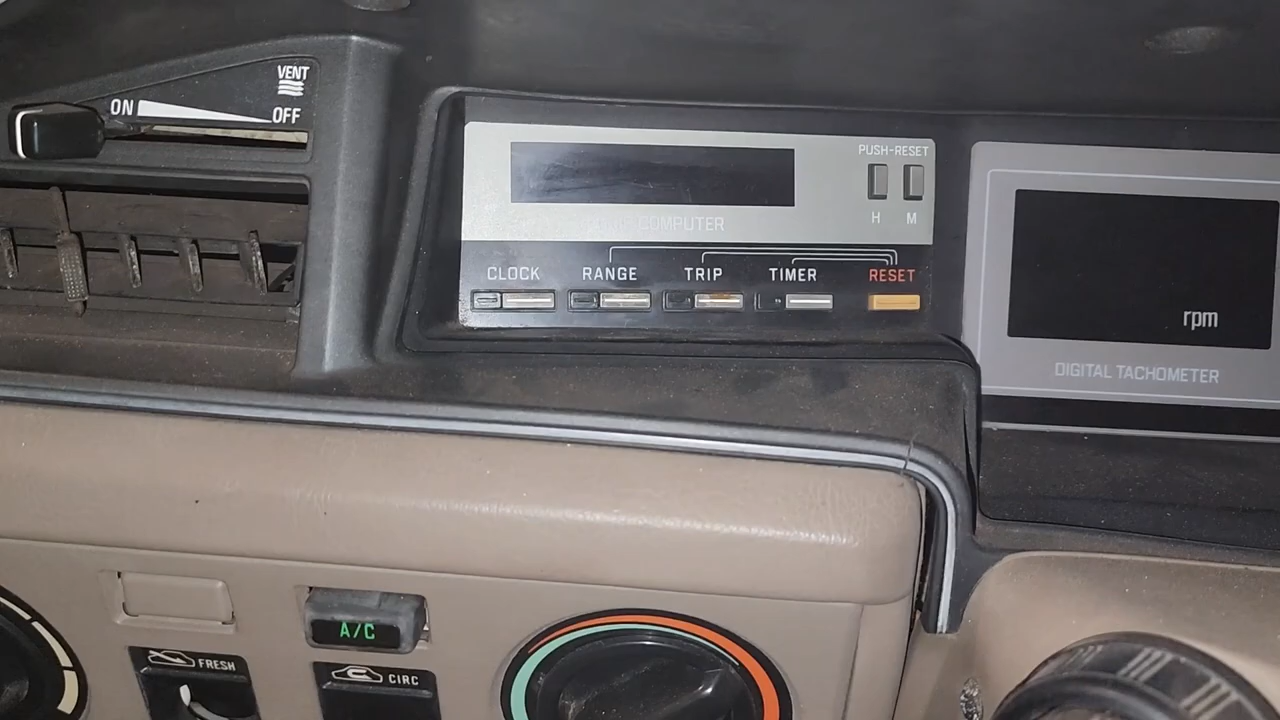 VENT
ON
OFF
PUSH-RESET
H M
COMPUTER
CLOCK RANGE TRIP TIMER RESET
rpm
DIGITAL TACHOMETER
A/C
FRESH
CIRC